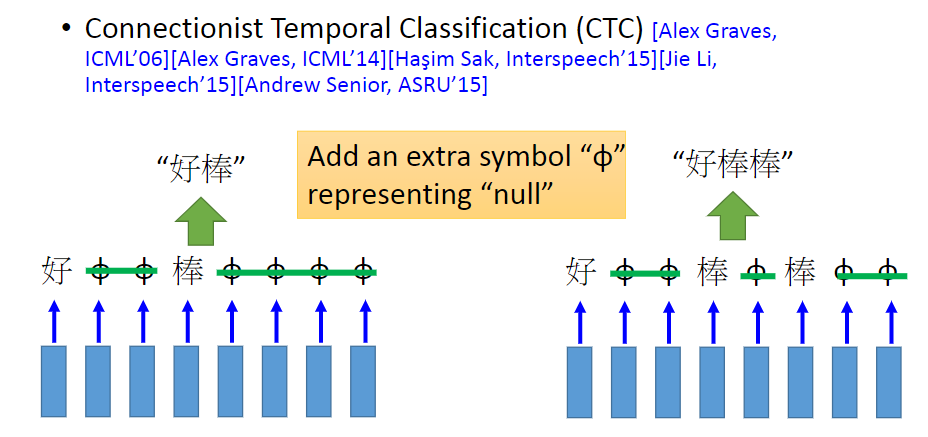 • Connectionist Temporal Classification (CTC) [Alex Graves,
ICML’06][Alex Graves, ICML’14][Haşim Sak, Interspeech’15][Jie Li,
Interspeech’15][Andrew Senior, ASRU’15]
“好棒”
Add an extra symbol “φ”
representing “null”
“好棒棒”
好 φ φ 棒 φ φ φ φ
好 φ φ 棒 φ 棒 φ φ